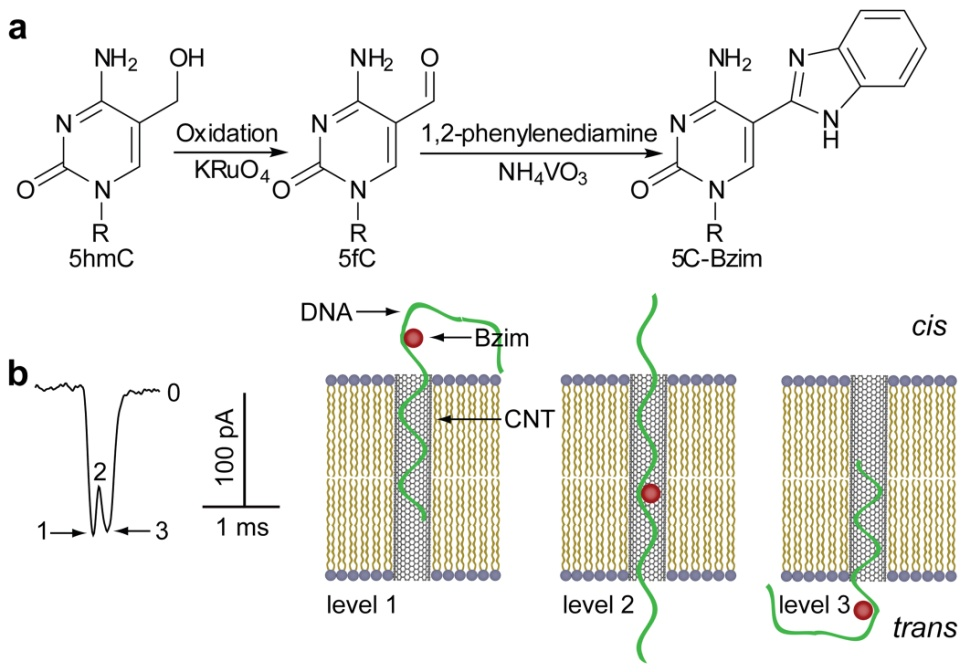 a
NH₂
OH
N
O
N
R
5hmC
Oxidation
KRuO₄
NH₂
O
N
O
N
R
5fC
1,2-phenylenediamine
NH₄VO₃
NH₂
N
N
H
N
O
N
R
5C-Bzim
b
0
2
1
3
100 pA
1 ms
DNA
Bzim
CNT
level 1
level 2
level 3
cis
trans